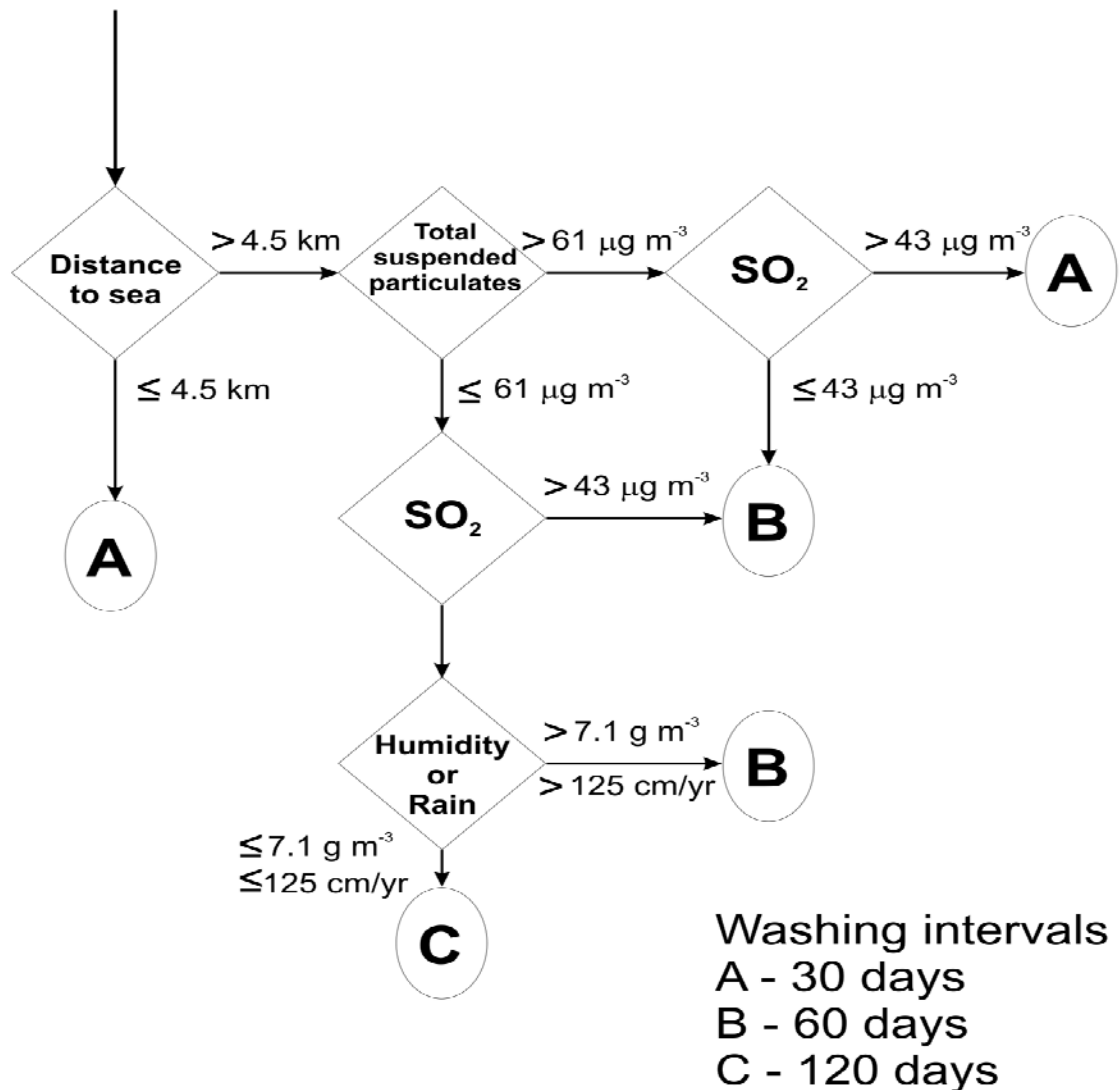 Distance
to sea
> 4.5 km
Total
suspended
particulates
> 61 μg m⁻³
SO₂
> 43 μg m⁻³
A
≤ 4.5 km
≤ 61 μg m⁻³
≤ 43 μg m⁻³
A
SO₂
> 43 μg m⁻³
B
Humidity
or
Rain
> 7.1 g m⁻³
> 125 cm/yr
B
≤ 7.1 g m⁻³
≤ 125 cm/yr
C
Washing intervals
A - 30 days
B - 60 days
C - 120 days